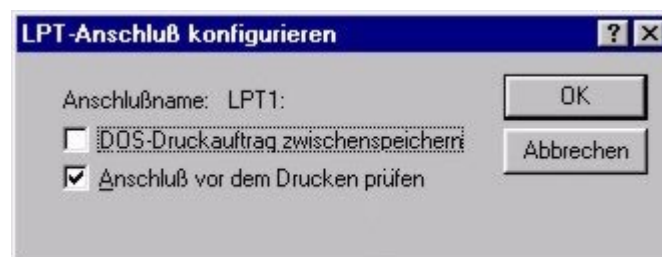 LPT-Anschluß konfigurieren
Anschlußname: LPT1:
OK
DOS-Druckauftrag zwischenspeichern
Abbrechen
Anschluß vor dem Drucken prüfen